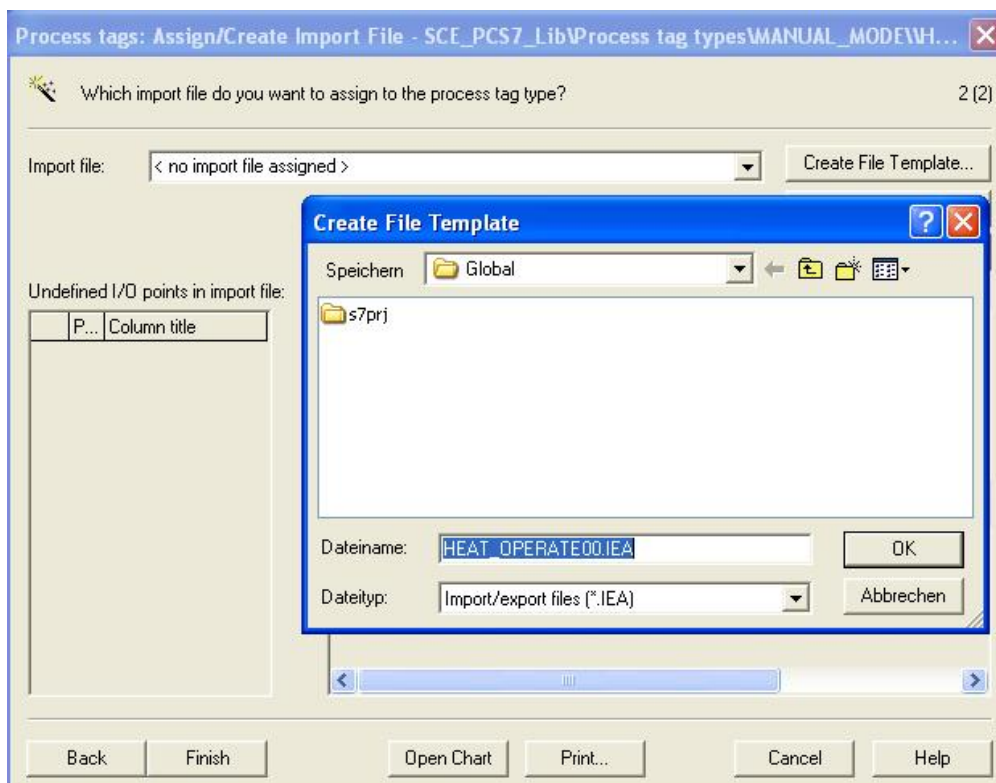 Process tags: Assign/Create Import File - SCE_PCS7_Lib\Process tag types\MANUAL_MODE\\H...
Which import file do you want to assign to the process tag type?
2 (2)
Import file:
< no import file assigned >
Create File Template...
Create File Template
Speichern
Global
Undefined I/O points in import file:
P...
Column title
s7prj
Dateiname:
HEAT_OPERATE00.IEA
OK
Dateityp:
Import/export files (*.IEA)
Abbrechen
Back
Finish
Open Chart
Print...
Cancel
Help